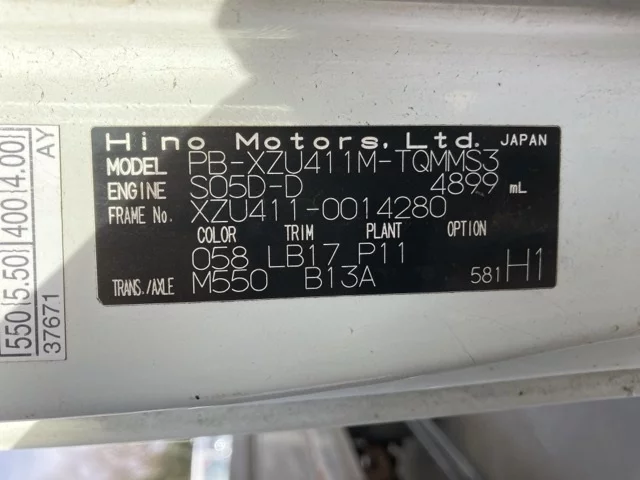 Hino Motors, Ltd. JAPAN
MODEL PB-XZU411M-TQMMS3
ENGINE S05D-D 4899 mL
FRAME NO. XZU411-0014280
COLOR TRIM PLANT OPTION
058 LB17 P11
TRANS./AXLE M550 B13A 581 H1
550(5.50) 400(4.00)
37671 AY